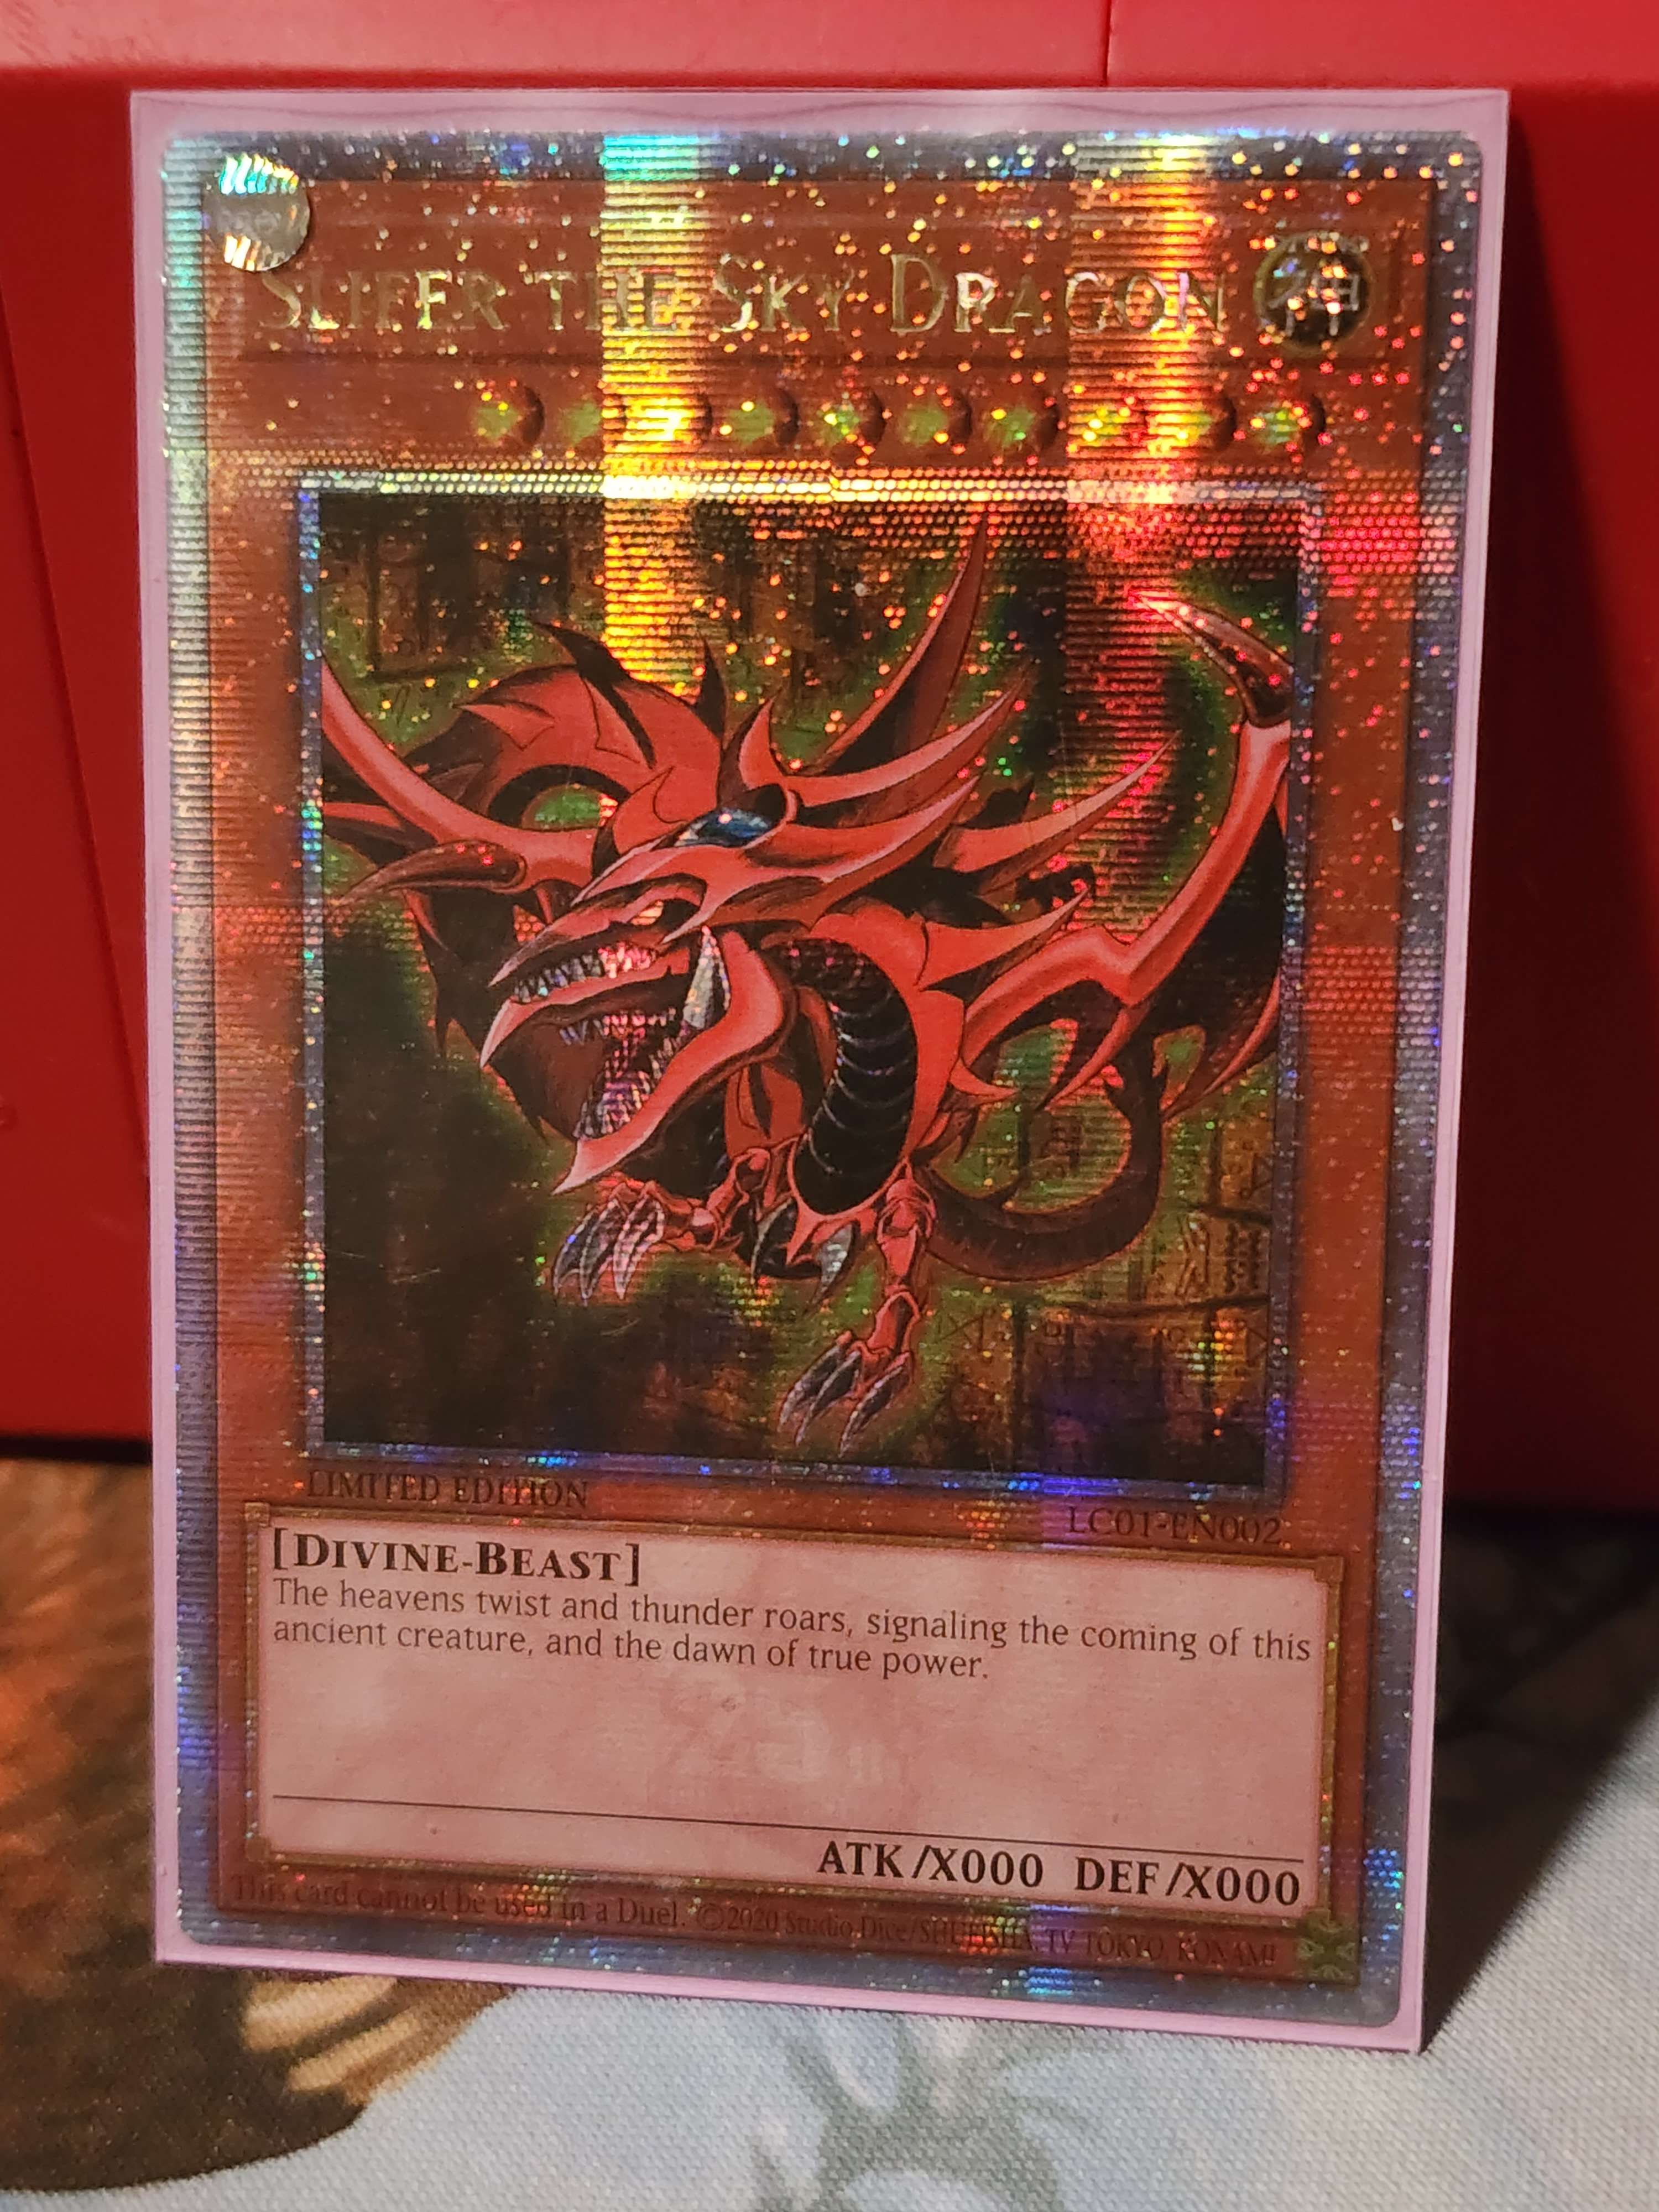 SLIFER THE SKY DRAGON 神
LIMITED EDITION
LC01-EN002
[DIVINE-BEAST]
The heavens twist and thunder roars, signaling the coming of this
ancient creature, and the dawn of true power.
ATK/X000 DEF/X000
This card cannot be used in a Duel. ©2020 Studio Dice/SHUEISHA, TV TOKYO, KONAMI